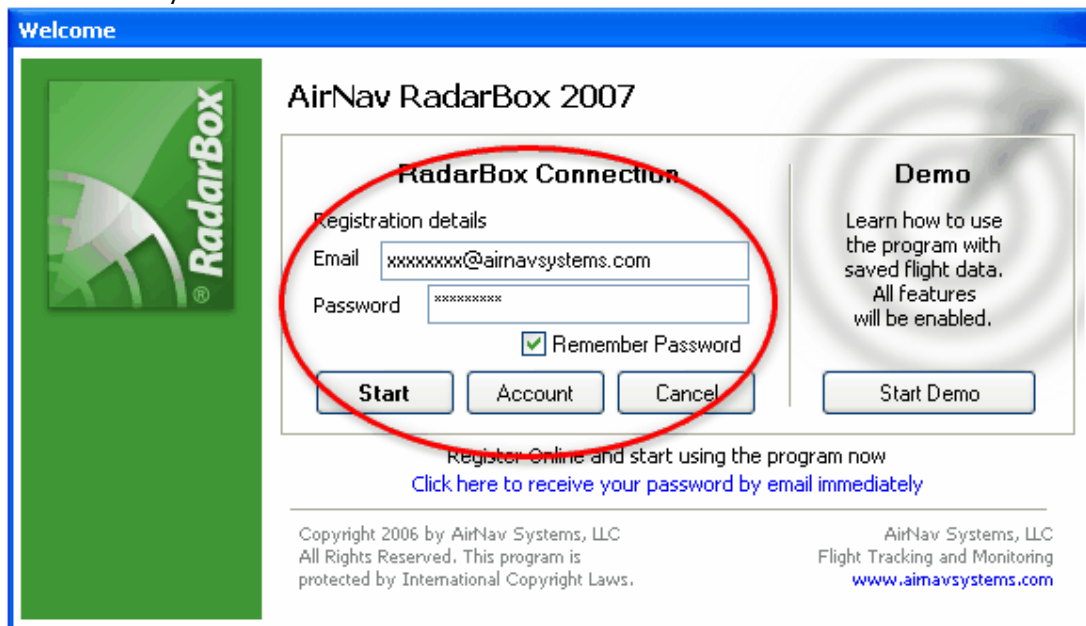 Welcome
RadarBox
®
AirNav RadarBox 2007
RadarBox Connection
Registration details
Email xxxxxxxx@airnavsystems.com
Password xxxxxxxxx
Remember Password
Start Account Cancel
Demo
Learn how to use
the program with
saved flight data.
All features
will be enabled.
Start Demo
Register Online and start using the program now
Click here to receive your password by email immediately
Copyright 2006 by AirNav Systems, LLC
All Rights Reserved. This program is
protected by International Copyright Laws.
AirNav Systems, LLC
Flight Tracking and Monitoring
www.airnavsystems.com